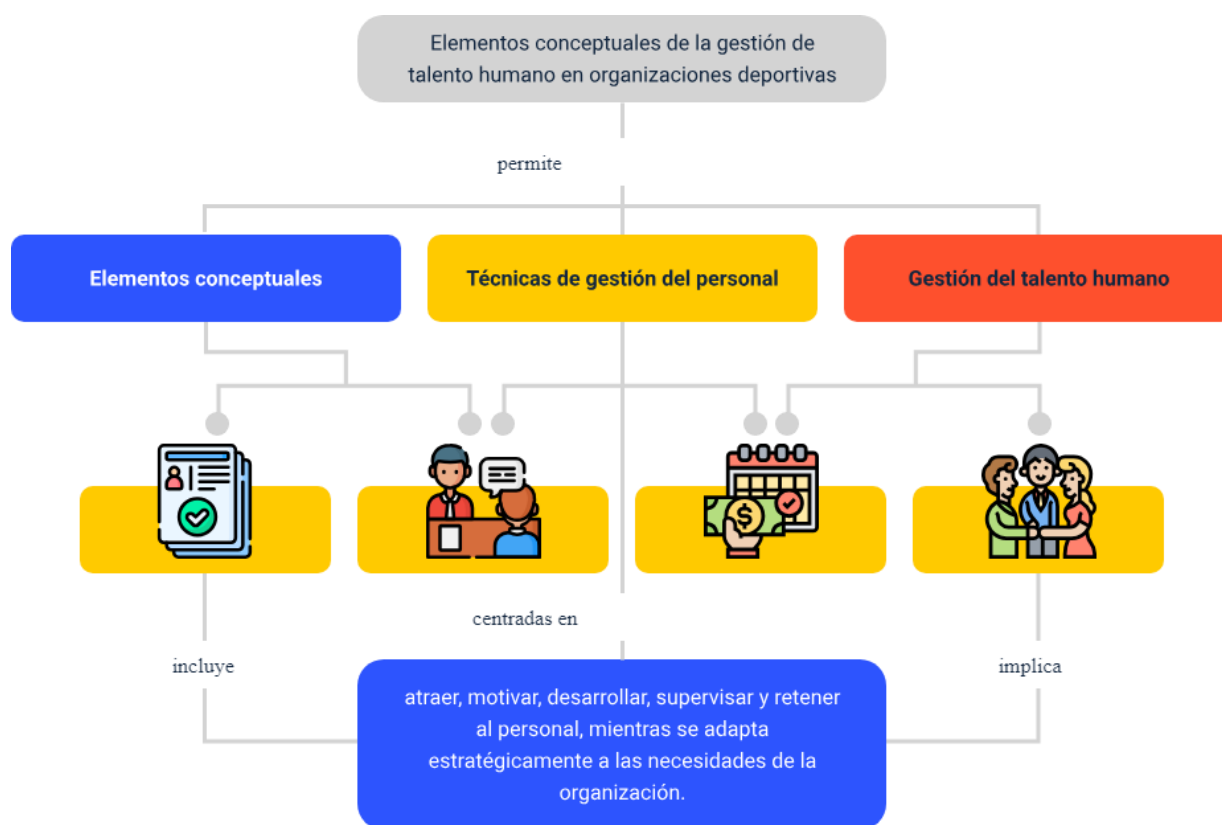 Elementos conceptuales de la gestión de
talento humano en organizaciones deportivas
permite
Elementos conceptuales
Técnicas de gestión del personal
Gestión del talento humano
centradas en
incluye
implica
atraer, motivar, desarrollar, supervisar y retener
al personal, mientras se adapta
estratégicamente a las necesidades de la
organización.